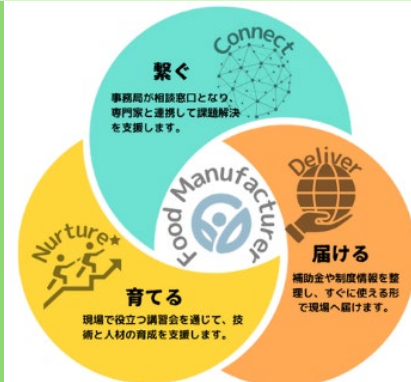 Connect
繋ぐ
事務局が相談窓口となり、
専門家と連携して課題解決
を支援します。
Deliver
届ける
補助金や制度情報を整
理し、すぐに使える形
で現場へ届けます。
Food Manufacturer
Nurture
育てる
現場で役立つ講習会を通じて、技
術と人材の育成を支援します。